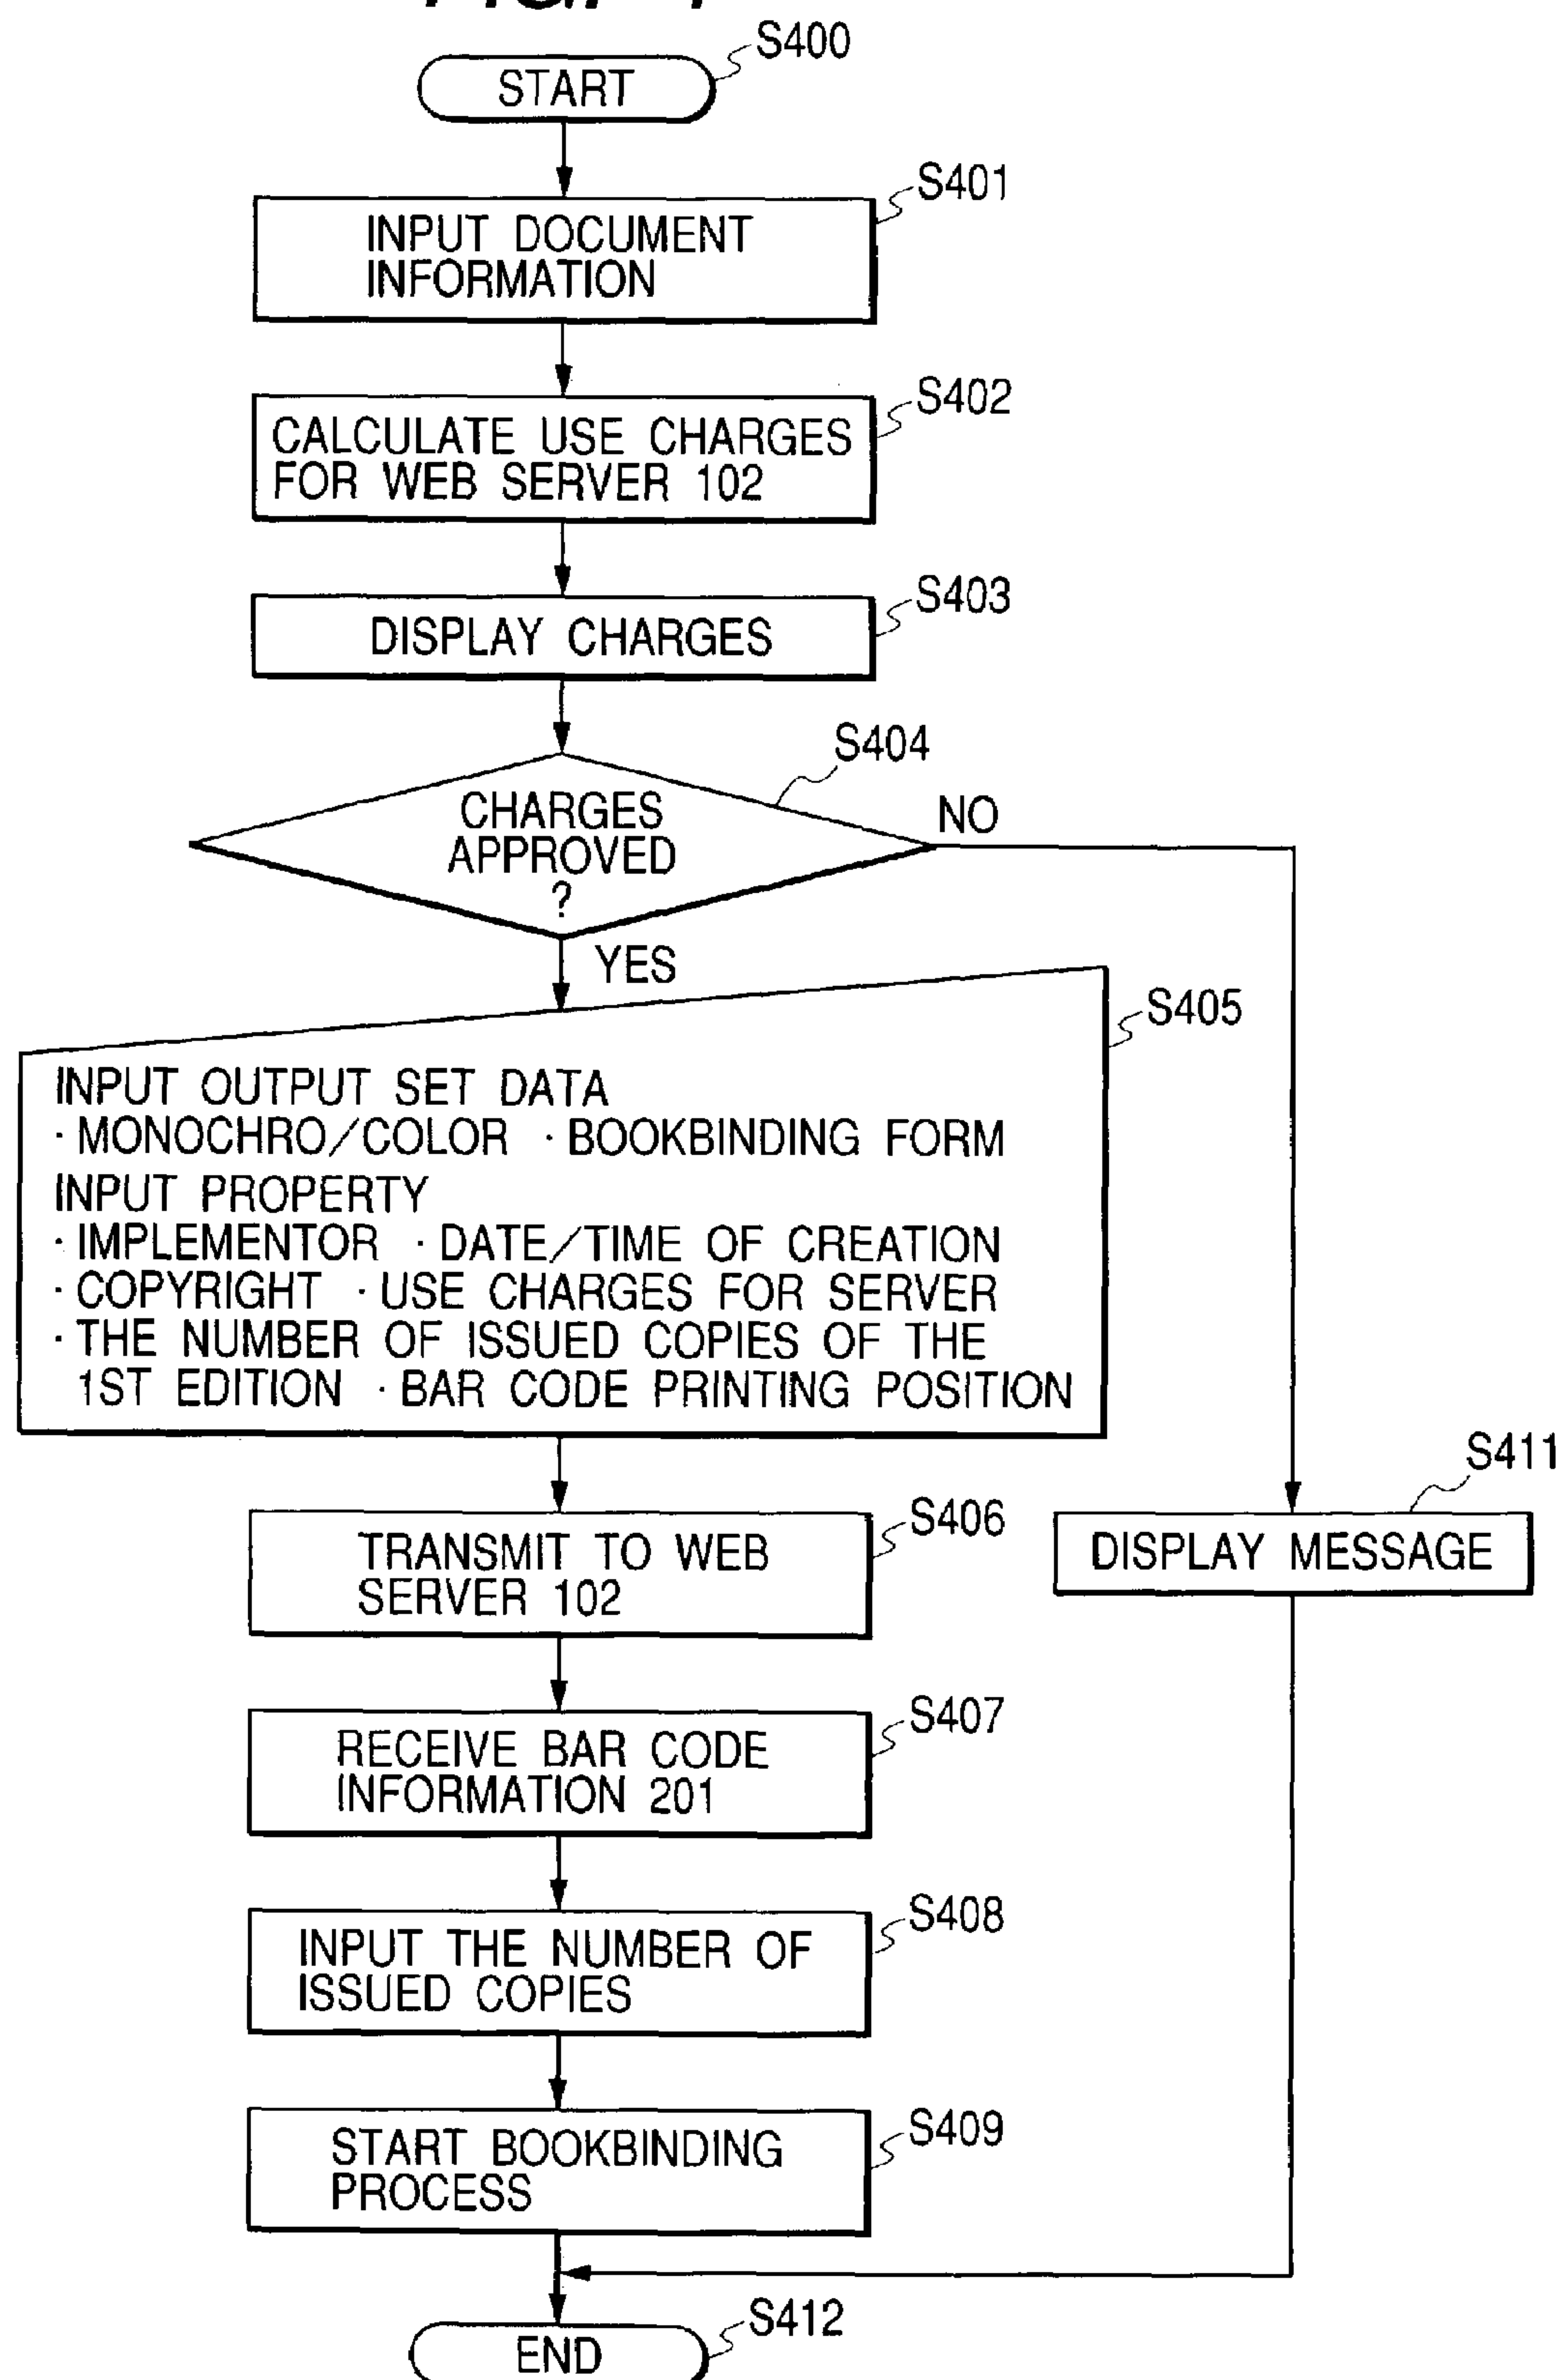 S400
START
S401
INPUT DOCUMENT
INFORMATION
S402
CALCULATE USE CHARGES
FOR WEB SERVER 102
S403
DISPLAY CHARGES
S404
CHARGES
APPROVED
?
NO
YES
S405
INPUT OUTPUT SET DATA
· MONOCHRO/COLOR · BOOKBINDING FORM
INPUT PROPERTY
· IMPLEMENTOR · DATE/TIME OF CREATION
· COPYRIGHT · USE CHARGES FOR SERVER
· THE NUMBER OF ISSUED COPIES OF THE
1ST EDITION · BAR CODE PRINTING POSITION
S411
DISPLAY MESSAGE
S406
TRANSMIT TO WEB
SERVER 102
S407
RECEIVE BAR CODE
INFORMATION 201
S408
INPUT THE NUMBER OF
ISSUED COPIES
S409
START BOOKBINDING
PROCESS
S412
END